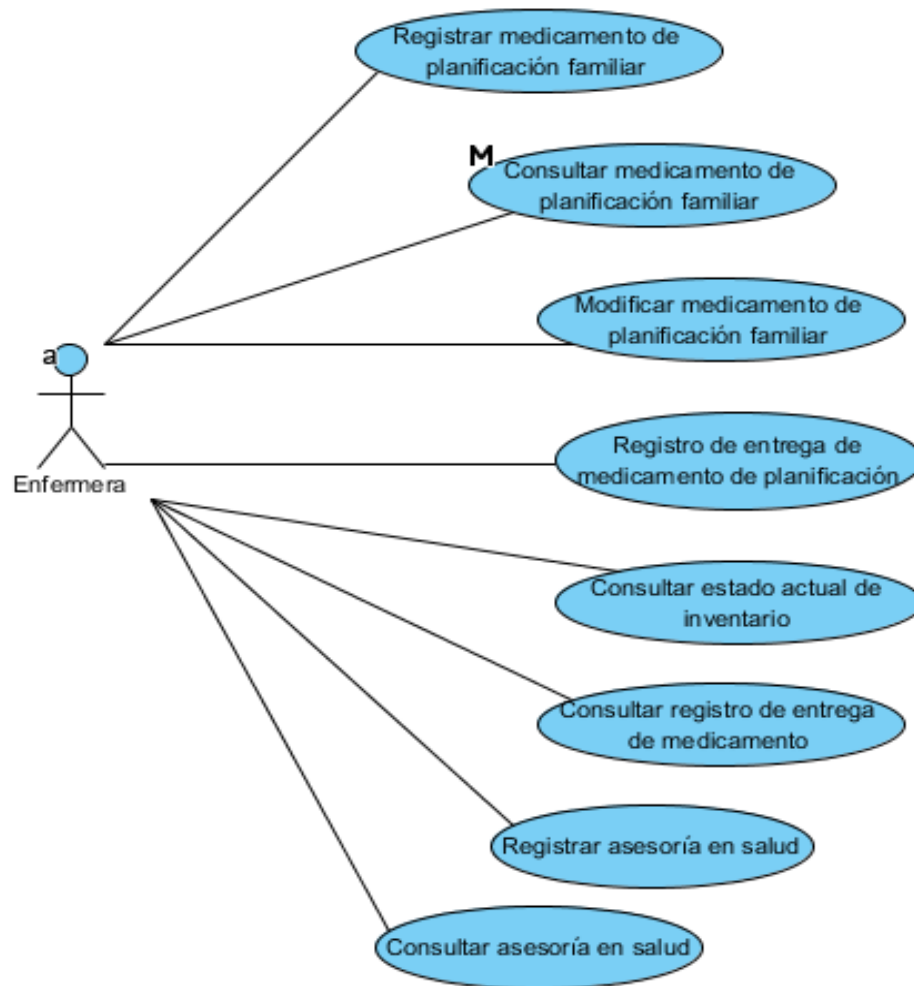 Registrar medicamento de
planificación familiar
M
Consultar medicamento de
planificación familiar
Modificar medicamento de
planificación familiar
a
Enfermera
Registro de entrega de
medicamento de planificación
Consultar estado actual de
inventario
Consultar registro de entrega
de medicamento
Registrar asesoría en salud
Consultar asesoría en salud